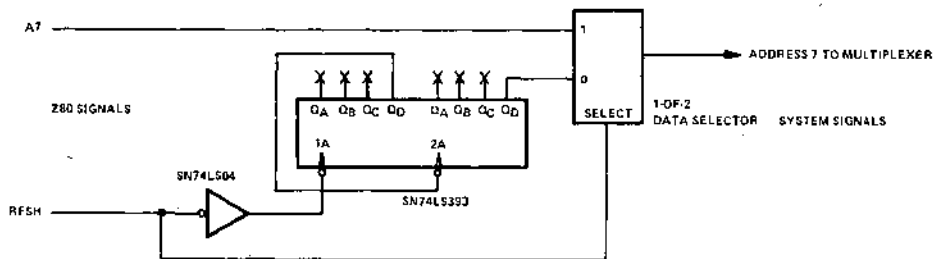 A7
1
ADDRESS 7 TO MULTIPLEXER
0
QA QB QC QD QA QB QC QD
Z80 SIGNALS
SELECT
1-OF-2
DATA SELECTOR SYSTEM SIGNALS
1A 2A
SN74LS04
SN74LS393
RFSH